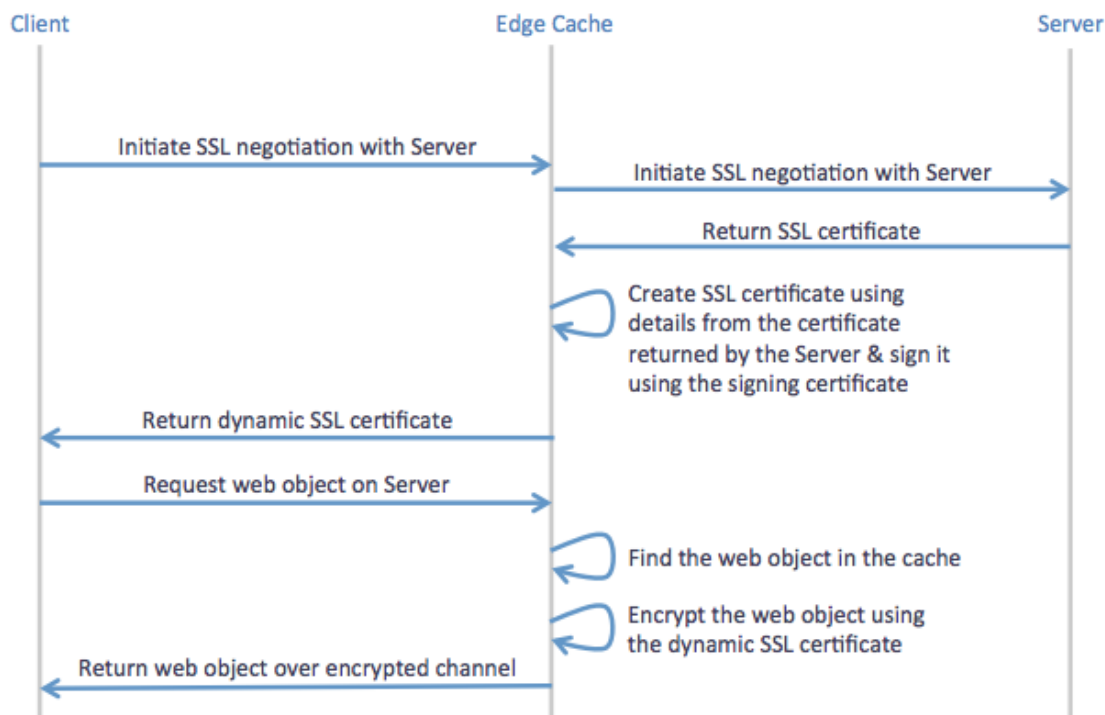 Client
Edge Cache
Server
Initiate SSL negotiation with Server
Initiate SSL negotiation with Server
Return SSL certificate
Create SSL certificate using
details from the certificate
returned by the Server & sign it
using the signing certificate
Return dynamic SSL certificate
Request web object on Server
Find the web object in the cache
Encrypt the web object using
the dynamic SSL certificate
Return web object over encrypted channel